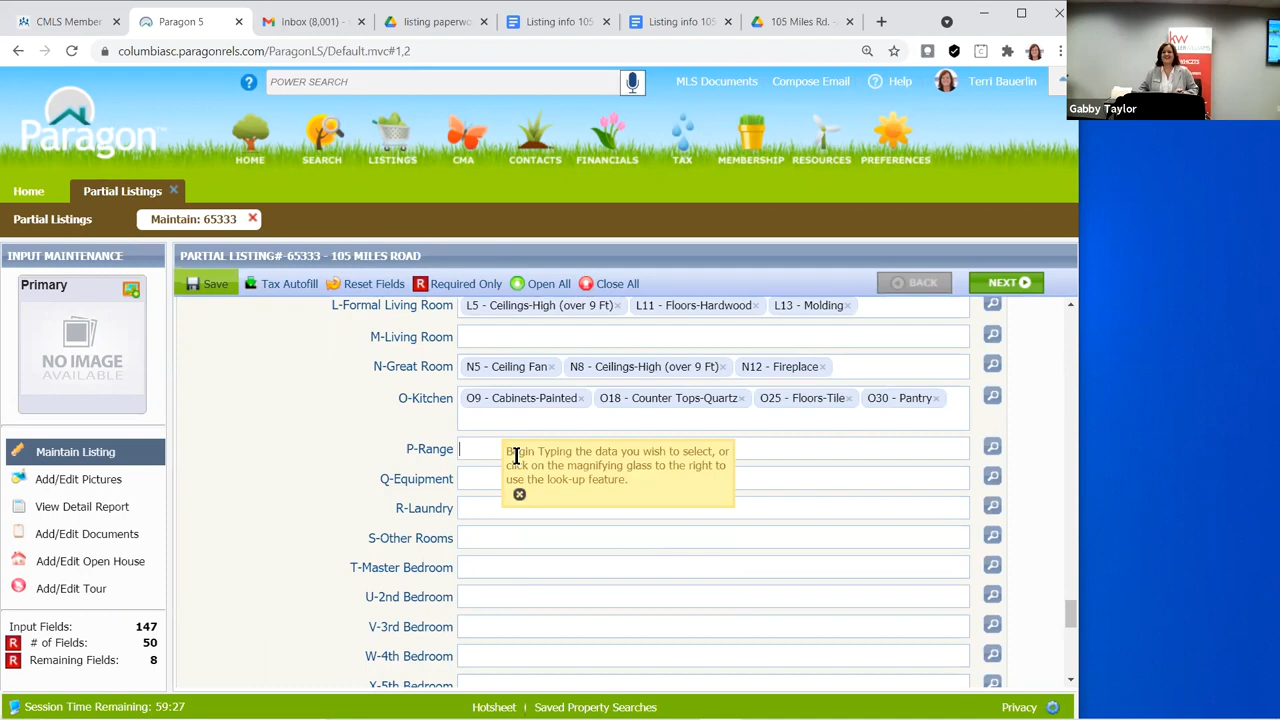 CMLS Member
Paragon 5
Inbox (8,001)
listing paperw
Listing info 105
Listing info 105
105 Miles Rd.
columbiasc.paragonrels.com/ParagonLS/Default.mvc#1,2
POWER SEARCH
MLS Documents
Compose Email
Help
Terri Bauerlin
kw
Gabby Taylor
Paragon
HOME
SEARCH
LISTINGS
CMA
CONTACTS
FINANCIALS
TAX
MEMBERSHIP
RESOURCES
PREFERENCES
Home
Partial Listings
Partial Listings
Maintain: 65333
INPUT MAINTENANCE
PARTIAL LISTING#-65333 - 105 MILES ROAD
Primary
NO IMAGE
AVAILABLE
Save
Tax Autofill
Reset Fields
R Required Only
Open All
Close All
BACK
NEXT
L-Formal Living Room L5 - Ceilings-High (over 9 Ft)× L11 - Floors-Hardwood× L13 - Molding×
M-Living Room
N-Great Room N5 - Ceiling Fan× N8 - Ceilings-High (over 9 Ft)× N12 - Fireplace×
O-Kitchen O9 - Cabinets-Painted× O18 - Counter Tops-Quartz× O25 - Floors-Tile× O30 - Pantry×
P-Range
Begin Typing the data you wish to select, or
click on the magnifying glass to the right to
use the look-up feature.
Q-Equipment
R-Laundry
S-Other Rooms
T-Master Bedroom
U-2nd Bedroom
V-3rd Bedroom
W-4th Bedroom
X-5th Bedroom
Maintain Listing
Add/Edit Pictures
View Detail Report
Add/Edit Documents
Add/Edit Open House
Add/Edit Tour
Input Fields: 147
R # of Fields: 50
R Remaining Fields: 8
Session Time Remaining: 59:27
Hotsheet
Saved Property Searches
Privacy